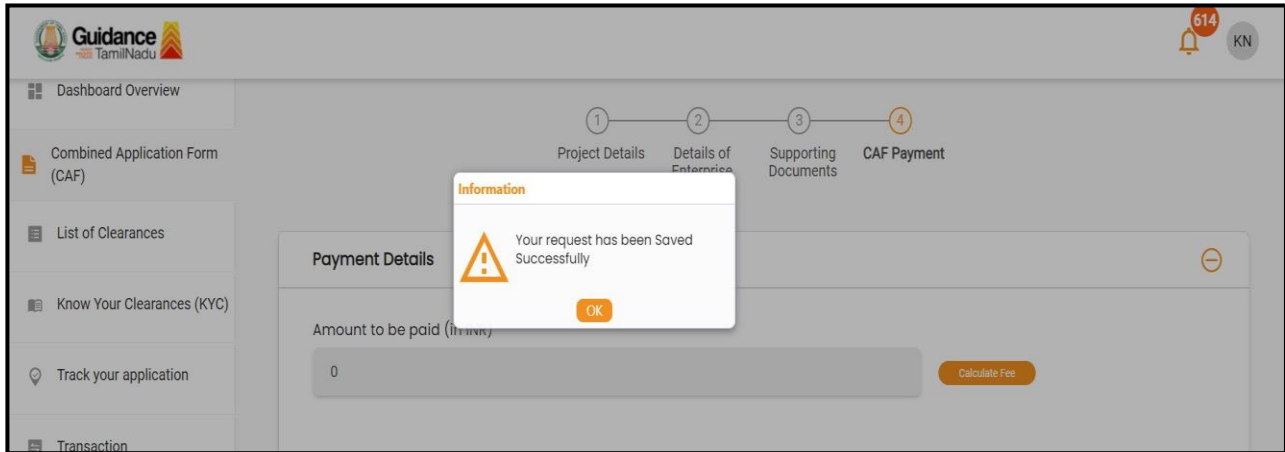 Guidance
TamilNadu
614
KN
Dashboard Overview
Combined Application Form
(CAF)
List of Clearances
Know Your Clearances (KYC)
Track your application
Transaction
1
2
3
4
Project Details
Details of
Enterprise
Supporting
Documents
CAF Payment
Information
Your request has been Saved
Successfully
OK
Payment Details
Amount to be paid (in INR)
0
Calculate Fee